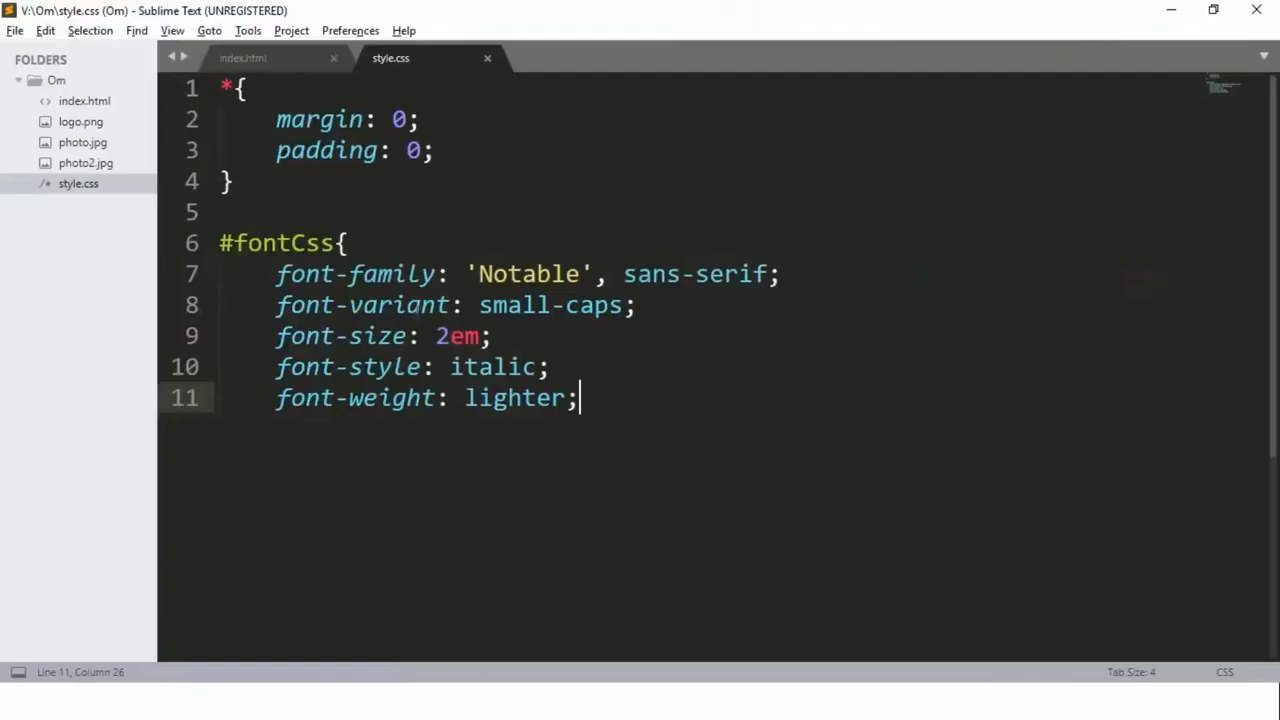 V:\Om\style.css (Om) - Sublime Text (UNREGISTERED)
File Edit Selection Find View Goto Tools Project Preferences Help
FOLDERS
Om
index.html
logo.png
photo.jpg
photo2.jpg
/* style.css
index.html
style.css
1 *{
2 margin: 0;
3 padding: 0;
4 }
5
6 #fontCss{
7 font-family: 'Notable', sans-serif;
8 font-variant: small-caps;
9 font-size: 2em;
10 font-style: italic;
11 font-weight: lighter;
Line 11, Column 26
Tab Size: 4
CSS